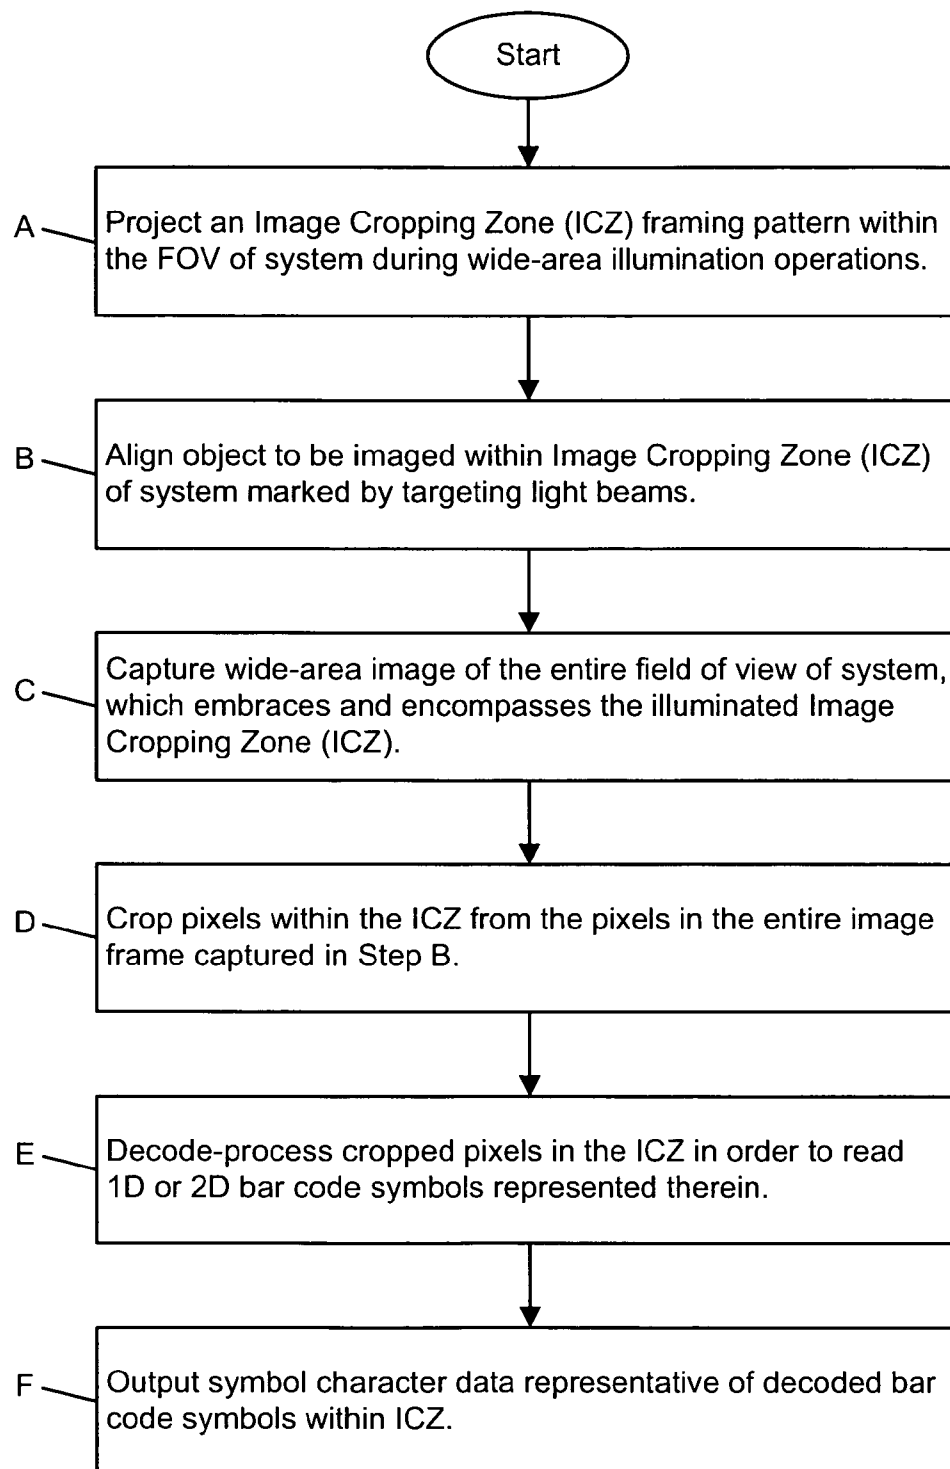 Start
A
Project an Image Cropping Zone (ICZ) framing pattern within
the FOV of system during wide-area illumination operations.
B
Align object to be imaged within Image Cropping Zone (ICZ)
of system marked by targeting light beams.
C
Capture wide-area image of the entire field of view of system,
which embraces and encompasses the illuminated Image
Cropping Zone (ICZ).
D
Crop pixels within the ICZ from the pixels in the entire image
frame captured in Step B.
E
Decode-process cropped pixels in the ICZ in order to read
1D or 2D bar code symbols represented therein.
F
Output symbol character data representative of decoded bar
code symbols within ICZ.